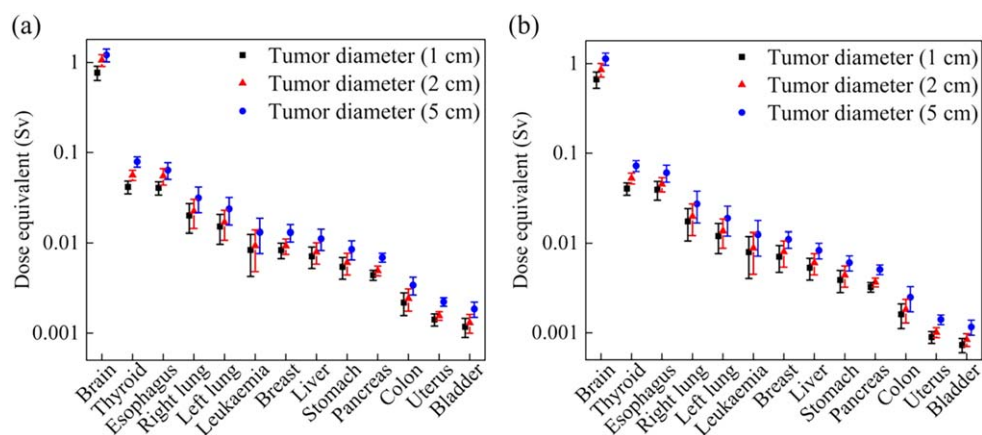 (a)
Tumor diameter (1 cm)
Tumor diameter (2 cm)
Tumor diameter (5 cm)
Dose equivalent (Sv)
1
0.1
0.01
0.001
Brain
Thyroid
Esophagus
Right lung
Left lung
Leukaemia
Breast
Liver
Stomach
Pancreas
Colon
Uterus
Bladder
(b)
Tumor diameter (1 cm)
Tumor diameter (2 cm)
Tumor diameter (5 cm)
Dose equivalent (Sv)
1
0.1
0.01
0.001
Brain
Thyroid
Esophagus
Right lung
Left lung
Leukaemia
Breast
Liver
Stomach
Pancreas
Colon
Uterus
Bladder